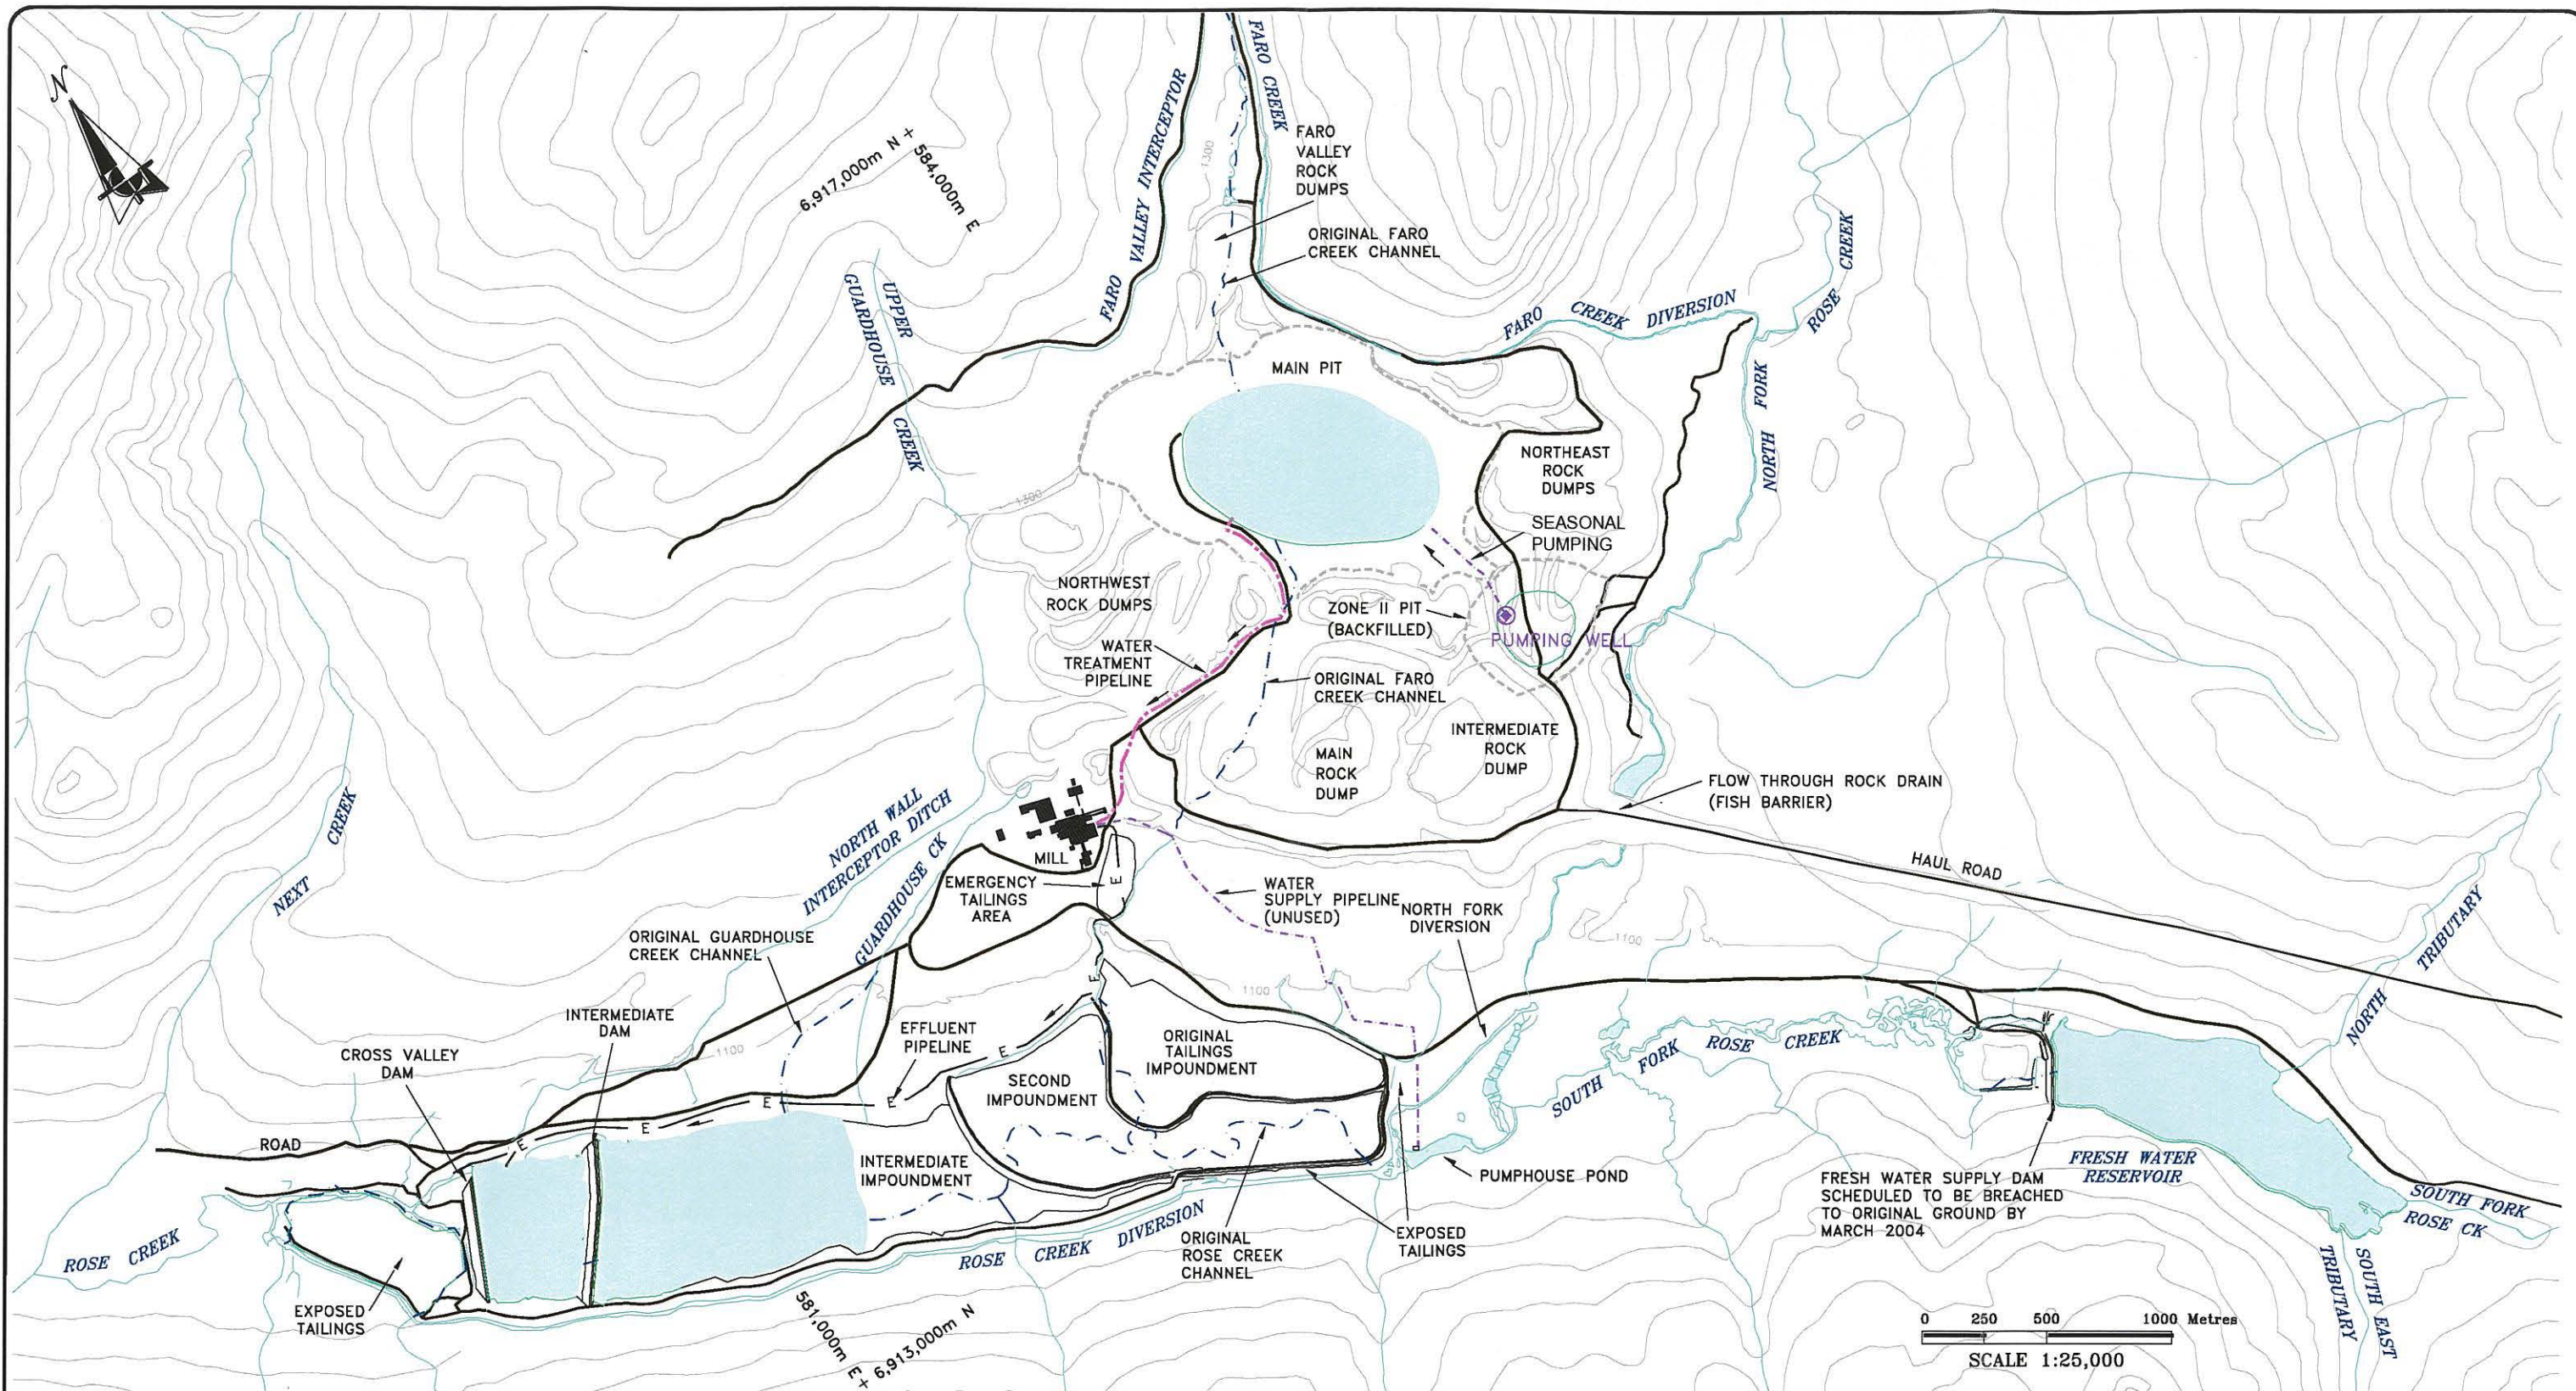 N
6,917,000m N +
584,000m E
FARO VALLEY INTERCEPTOR
FARO CREEK
1300
FARO
VALLEY
ROCK
DUMPS
ORIGINAL FARO
CREEK CHANNEL
UPPER
GUARDHOUSE
CREEK
FARO CREEK DIVERSION
NORTH FORK
ROSE CREEK
MAIN PIT
1300
NORTHEAST
ROCK
DUMPS
SEASONAL
PUMPING
NORTHWEST
ROCK DUMPS
ZONE II PIT
(BACKFILLED)
PUMPING WELL
WATER
TREATMENT
PIPELINE
ORIGINAL FARO
CREEK CHANNEL
MAIN
ROCK
DUMP
INTERMEDIATE
ROCK
DUMP
FLOW THROUGH ROCK DRAIN
(FISH BARRIER)
HAUL ROAD
NEXT CREEK
NORTH WALL
INTERCEPTOR DITCH
GUARDHOUSE CK
MILL
EMERGENCY
TAILINGS
AREA
E
WATER
SUPPLY PIPELINE
(UNUSED)
NORTH FORK
DIVERSION
1100
NORTH TRIBUTARY
ORIGINAL GUARDHOUSE
CREEK CHANNEL
E
1100
INTERMEDIATE
DAM
EFFLUENT
PIPELINE
E
ORIGINAL
TAILINGS
IMPOUNDMENT
SOUTH FORK ROSE CREEK
CROSS VALLEY
DAM
1100
SECOND
IMPOUNDMENT
E
E
E
E
ROAD
INTERMEDIATE
IMPOUNDMENT
PUMPHOUSE POND
FRESH WATER
RESERVOIR
FRESH WATER SUPPLY DAM
SCHEDULED TO BE BREACHED
TO ORIGINAL GROUND BY
MARCH 2004
SOUTH FORK
ROSE CK
ROSE CREEK
ROSE CREEK DIVERSION
ORIGINAL
ROSE CREEK
CHANNEL
EXPOSED
TAILINGS
SOUTH EAST
TRIBUTARY
EXPOSED
TAILINGS
581,000m E
+ 6,913,000m N
0 250 500 1000 Metres
SCALE 1:25,000